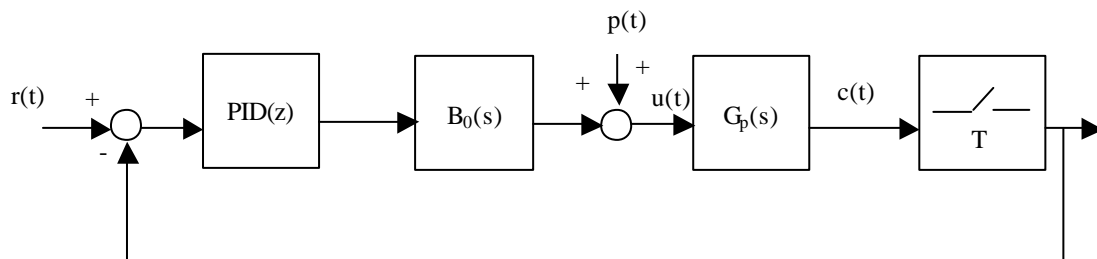 p(t)
r(t)
+
-
PID(z)
B₀(s)
+
+
u(t)
Gₚ(s)
c(t)
T